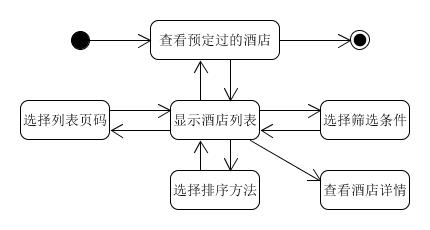 查看预定过的酒店
选择列表页码
显示酒店列表
选择筛选条件
选择排序方法
查看酒店详情